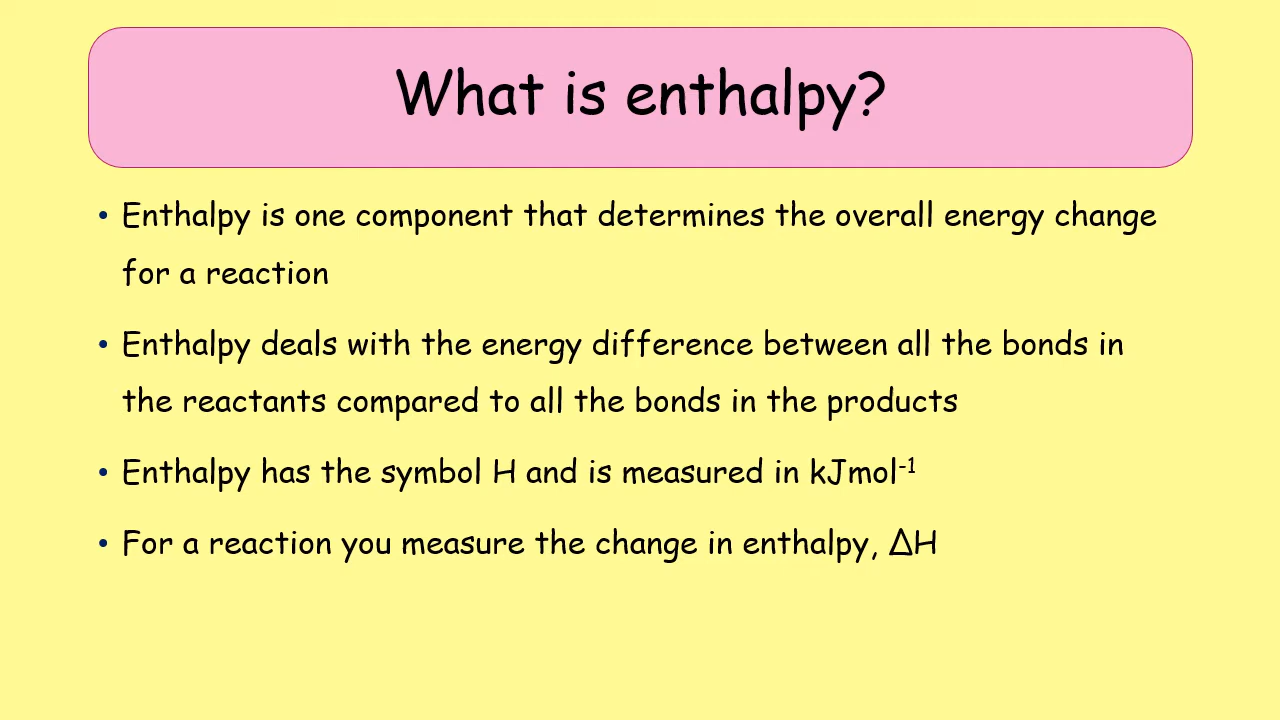 What is enthalpy?
• Enthalpy is one component that determines the overall energy change
for a reaction
• Enthalpy deals with the energy difference between all the bonds in
the reactants compared to all the bonds in the products
• Enthalpy has the symbol H and is measured in kJmol⁻¹
• For a reaction you measure the change in enthalpy, ΔH